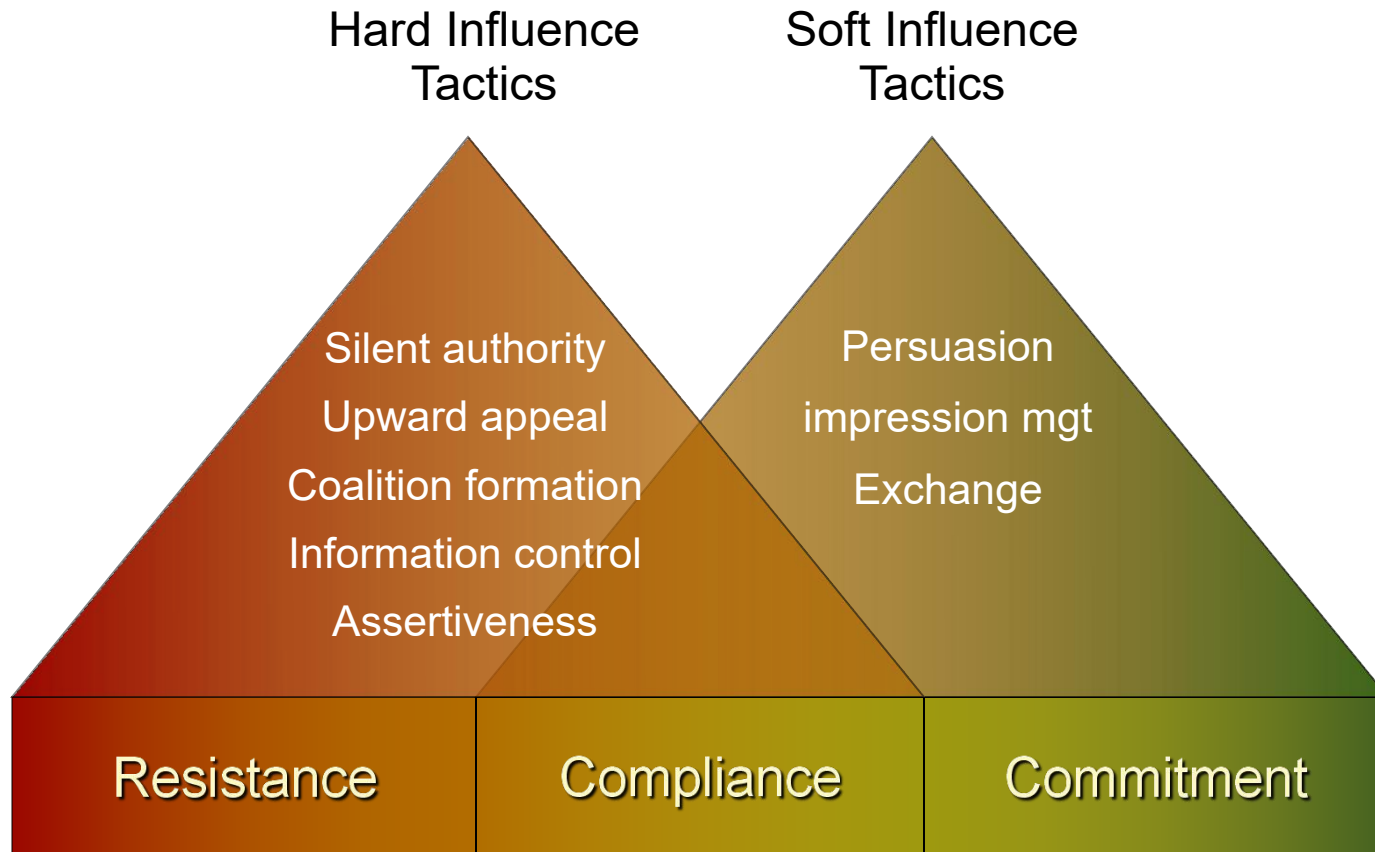 Hard Influence
Tactics
Soft Influence
Tactics
Silent authority
Upward appeal
Coalition formation
Information control
Assertiveness
Persuasion
impression mgt
Exchange
Resistance
Compliance
Commitment